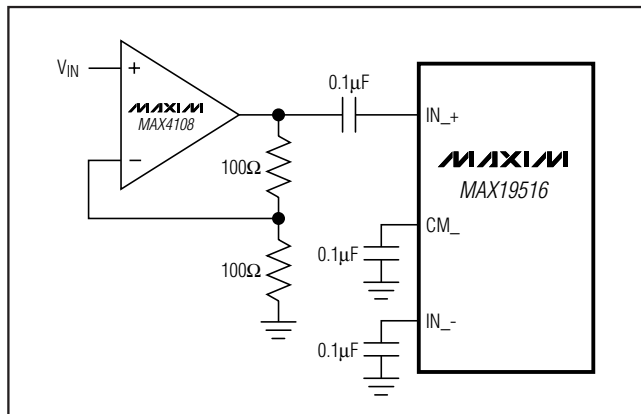 V_IN
+
MAXIM
MAX4108
−
100Ω
100Ω
0.1µF
IN_+
MAXIM
MAX19516
CM_
0.1µF
IN_-
0.1µF